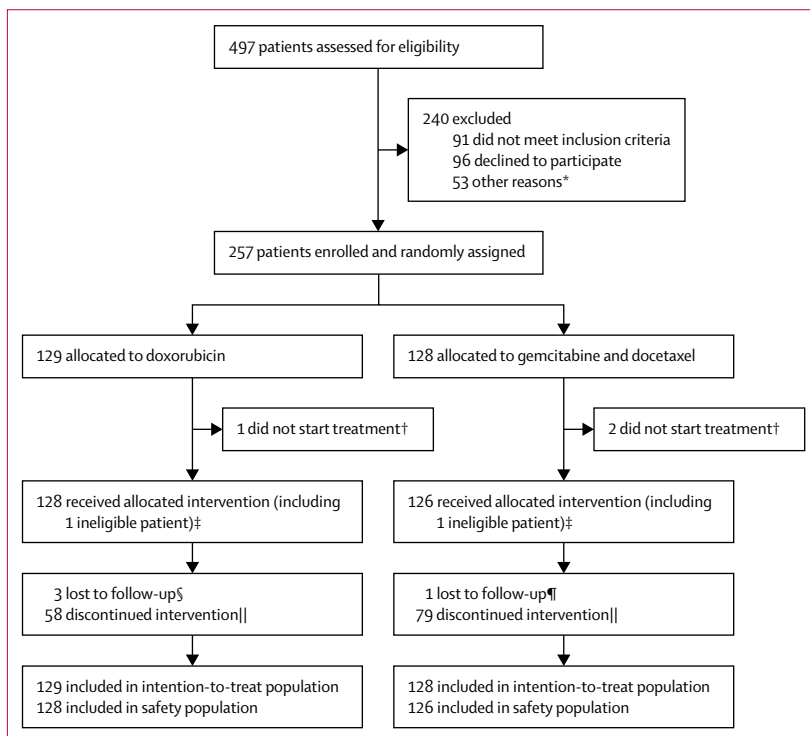 497 patients assessed for eligibility
240 excluded
91 did not meet inclusion criteria
96 declined to participate
53 other reasons*
257 patients enrolled and randomly assigned
129 allocated to doxorubicin
128 allocated to gemcitabine and docetaxel
1 did not start treatment†
2 did not start treatment†
128 received allocated intervention (including
1 ineligible patient)‡
126 received allocated intervention (including
1 ineligible patient)‡
3 lost to follow-up§
58 discontinued intervention||
1 lost to follow-up¶
79 discontinued intervention||
129 included in intention-to-treat population
128 included in safety population
128 included in intention-to-treat population
126 included in safety population